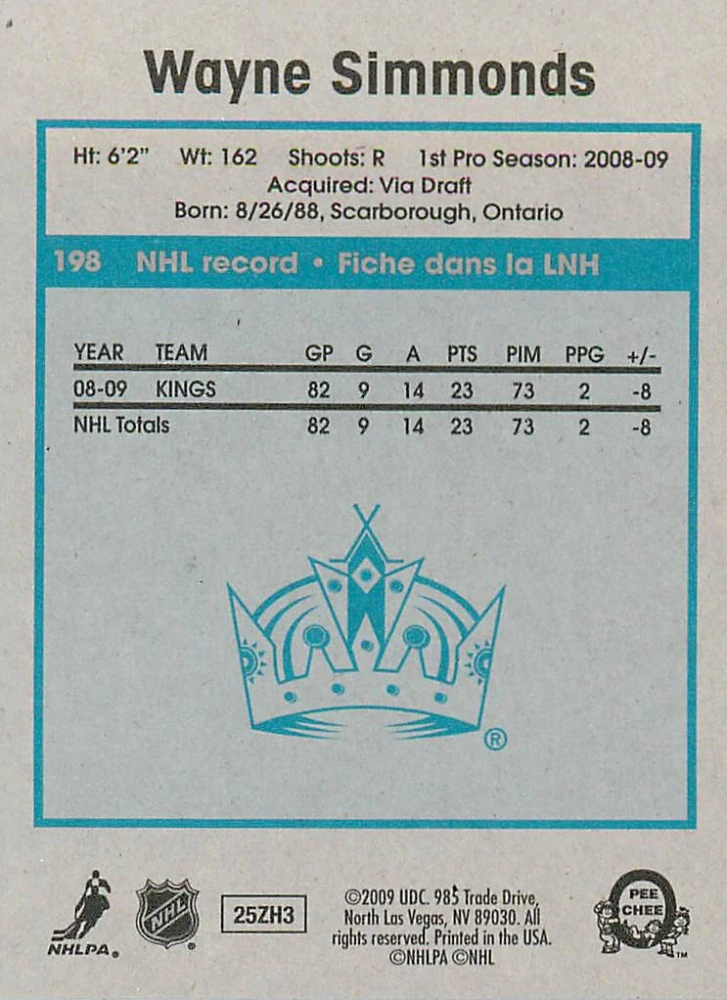 Wayne Simmonds
Ht: 6'2" Wt: 162 Shoots: R 1st Pro Season: 2008-09
Acquired: Via Draft
Born: 8/26/88, Scarborough, Ontario
198 NHL record • Fiche dans la LNH
YEAR TEAM GP G A PTS PIM PPG +/-
08-09 KINGS 82 9 14 23 73 2 -8
NHL Totals 82 9 14 23 73 2 -8
®
NHLPA®
NHL
25ZH3
©2009 UDC. 985 Trade Drive,
North Las Vegas, NV 89030. All
rights reserved. Printed in the USA.
©NHLPA ©NHL
O
PEE
CHEE
TM